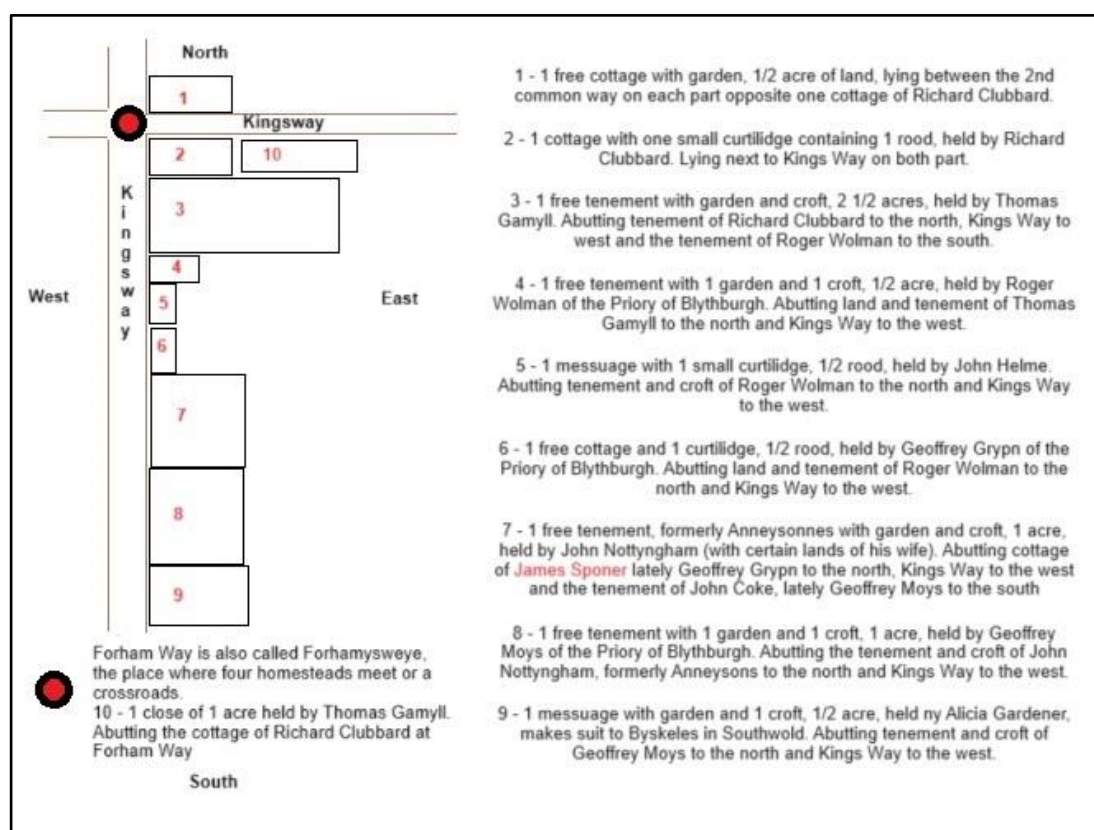 North
1
Kingsway
2
10
Kingsway
3
4
West
5
East
6
7
8
9
Forham Way is also called Forhamysweye,
the place where four homesteads meet or a
crossroads.
10 - 1 close of 1 acre held by Thomas Gamyll.
Abutting the cottage of Richard Clubbard at
Forham Way
South
1 - 1 free cottage with garden, 1/2 acre of land, lying between the 2nd
common way on each part opposite one cottage of Richard Clubbard.
2 - 1 cottage with one small curtilidge containing 1 rood, held by Richard
Clubbard. Lying next to Kings Way on both part.
3 - 1 free tenement with garden and croft, 2 1/2 acres, held by Thomas
Gamyll. Abutting tenement of Richard Clubbard to the north, Kings Way to
west and the tenement of Roger Wolman to the south.
4 - 1 free tenement with 1 garden and 1 croft, 1/2 acre, held by Roger
Wolman of the Priory of Blythburgh. Abutting land and tenement of Thomas
Gamyll to the north and Kings Way to the west.
5 - 1 messuage with 1 small curtilidge, 1/2 rood, held by John Helme.
Abutting tenement and croft of Roger Wolman to the north and Kings Way
to the west.
6 - 1 free cottage and 1 curtilidge, 1/2 rood, held by Geoffrey Grypn of the
Priory of Blythburgh. Abutting land and tenement of Roger Wolman to the
north and Kings Way to the west.
7 - 1 free tenement, formerly Anneysonnes with garden and croft, 1 acre,
held by John Nottyngham (with certain lands of his wife). Abutting cottage
of James Sponer lately Geoffrey Grypn to the north, Kings Way to the west
and the tenement of John Coke, lately Geoffrey Moys to the south
8 - 1 free tenement with 1 garden and 1 croft, 1 acre, held by Geoffrey
Moys of the Priory of Blythburgh. Abutting the tenement and croft of John
Nottyngham, formerly Anneysons to the north and Kings Way to the west.
9 - 1 messuage with garden and 1 croft, 1/2 acre, held ny Alicia Gardener,
makes suit to Byskeles in Southwold. Abutting tenement and croft of
Geoffrey Moys to the north and Kings Way to the west.